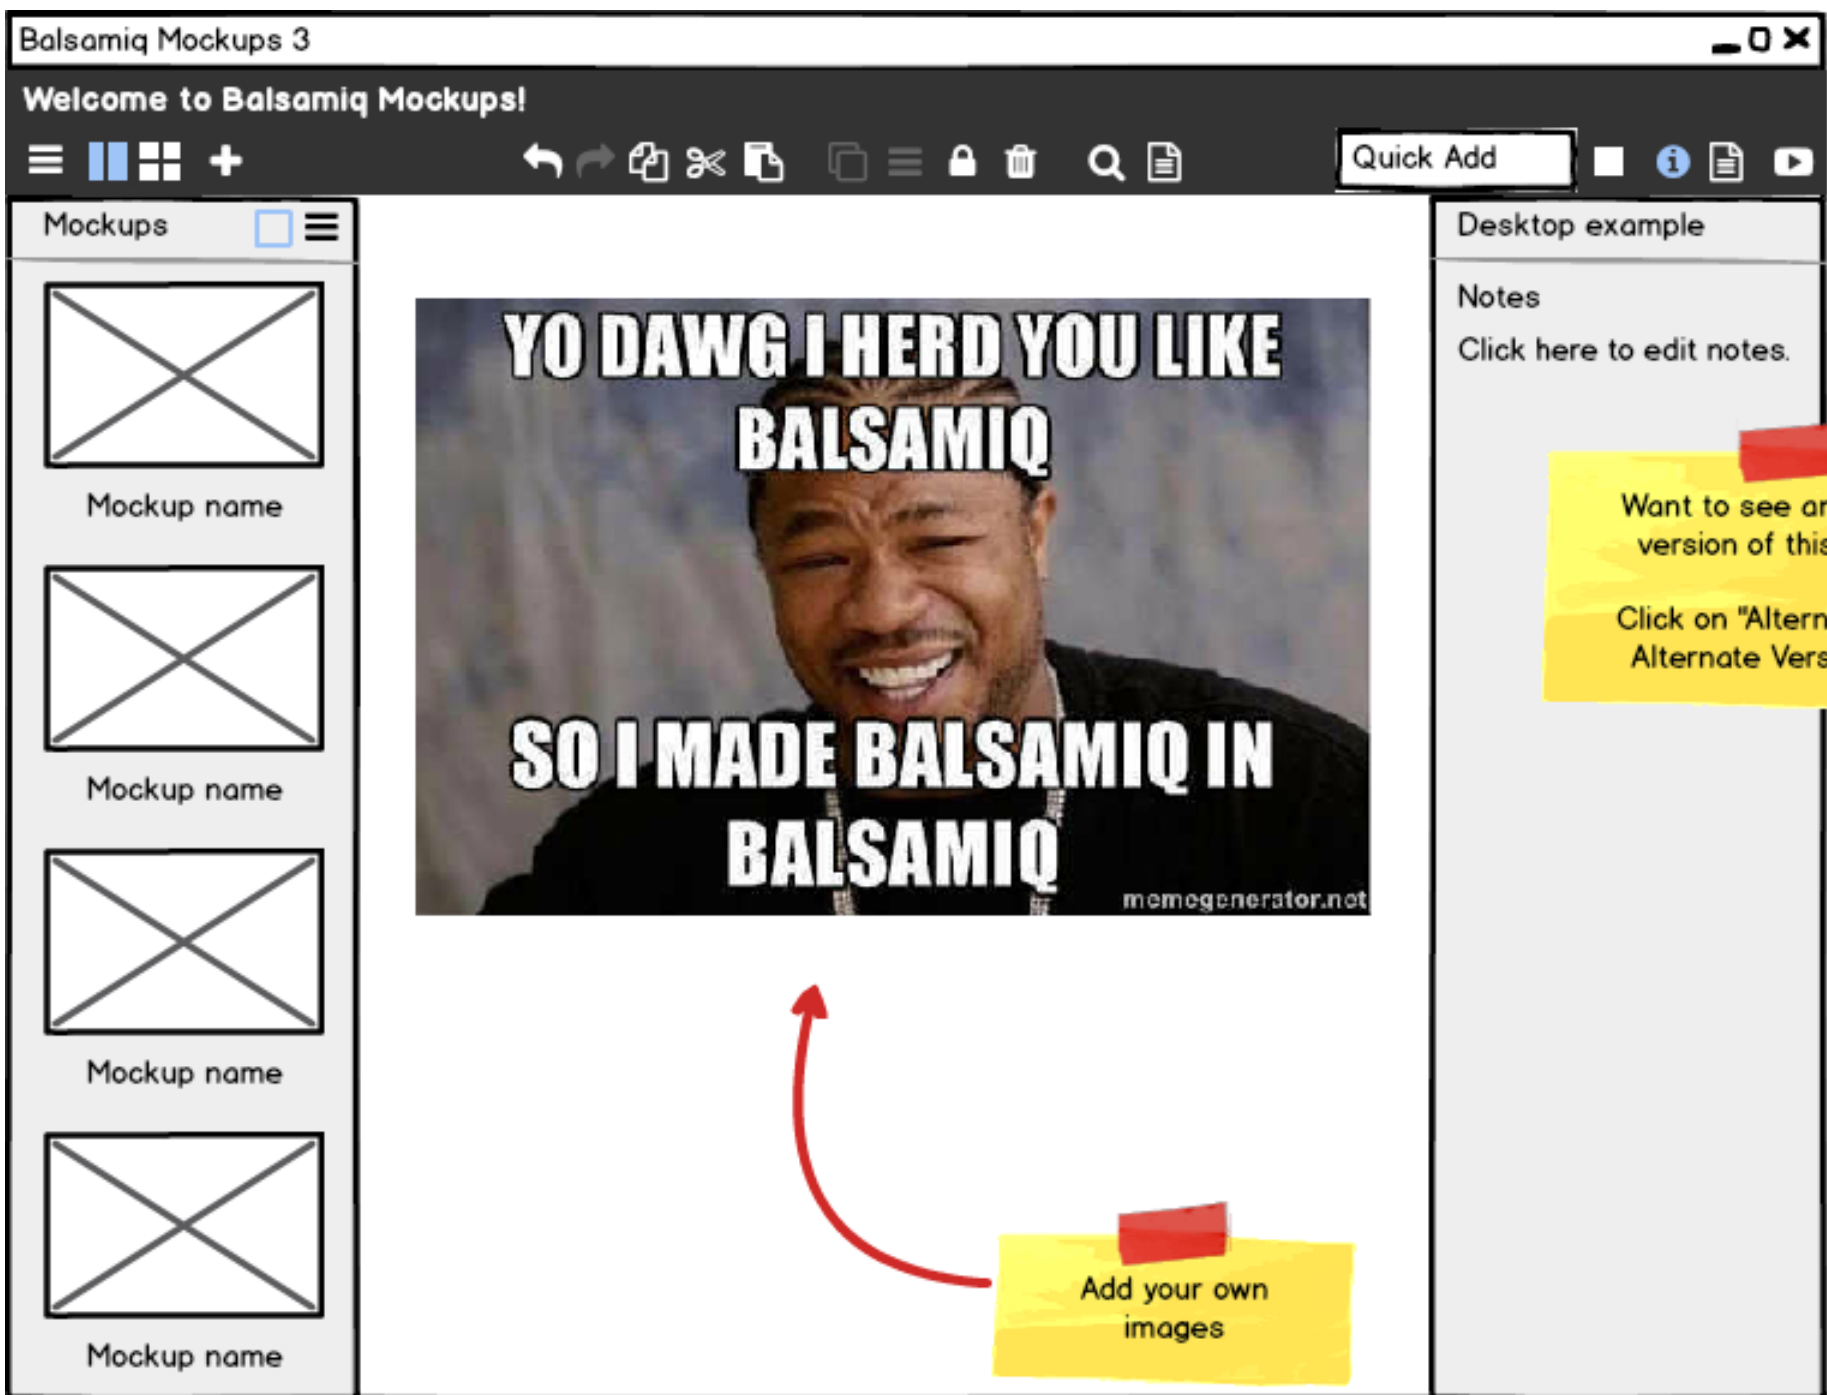 Balsamiq Mockups 3
Welcome to Balsamiq Mockups!
Quick Add
Mockups
Mockup name
Mockup name
Mockup name
Mockup name
YO DAWG I HERD YOU LIKE
BALSAMIQ
SO I MADE BALSAMIQ IN
BALSAMIQ
memegenerator.net
Add your own
images
Desktop example
Notes
Click here to edit notes.
Want to see
version of this
Click on "Altern
Alternate Vers